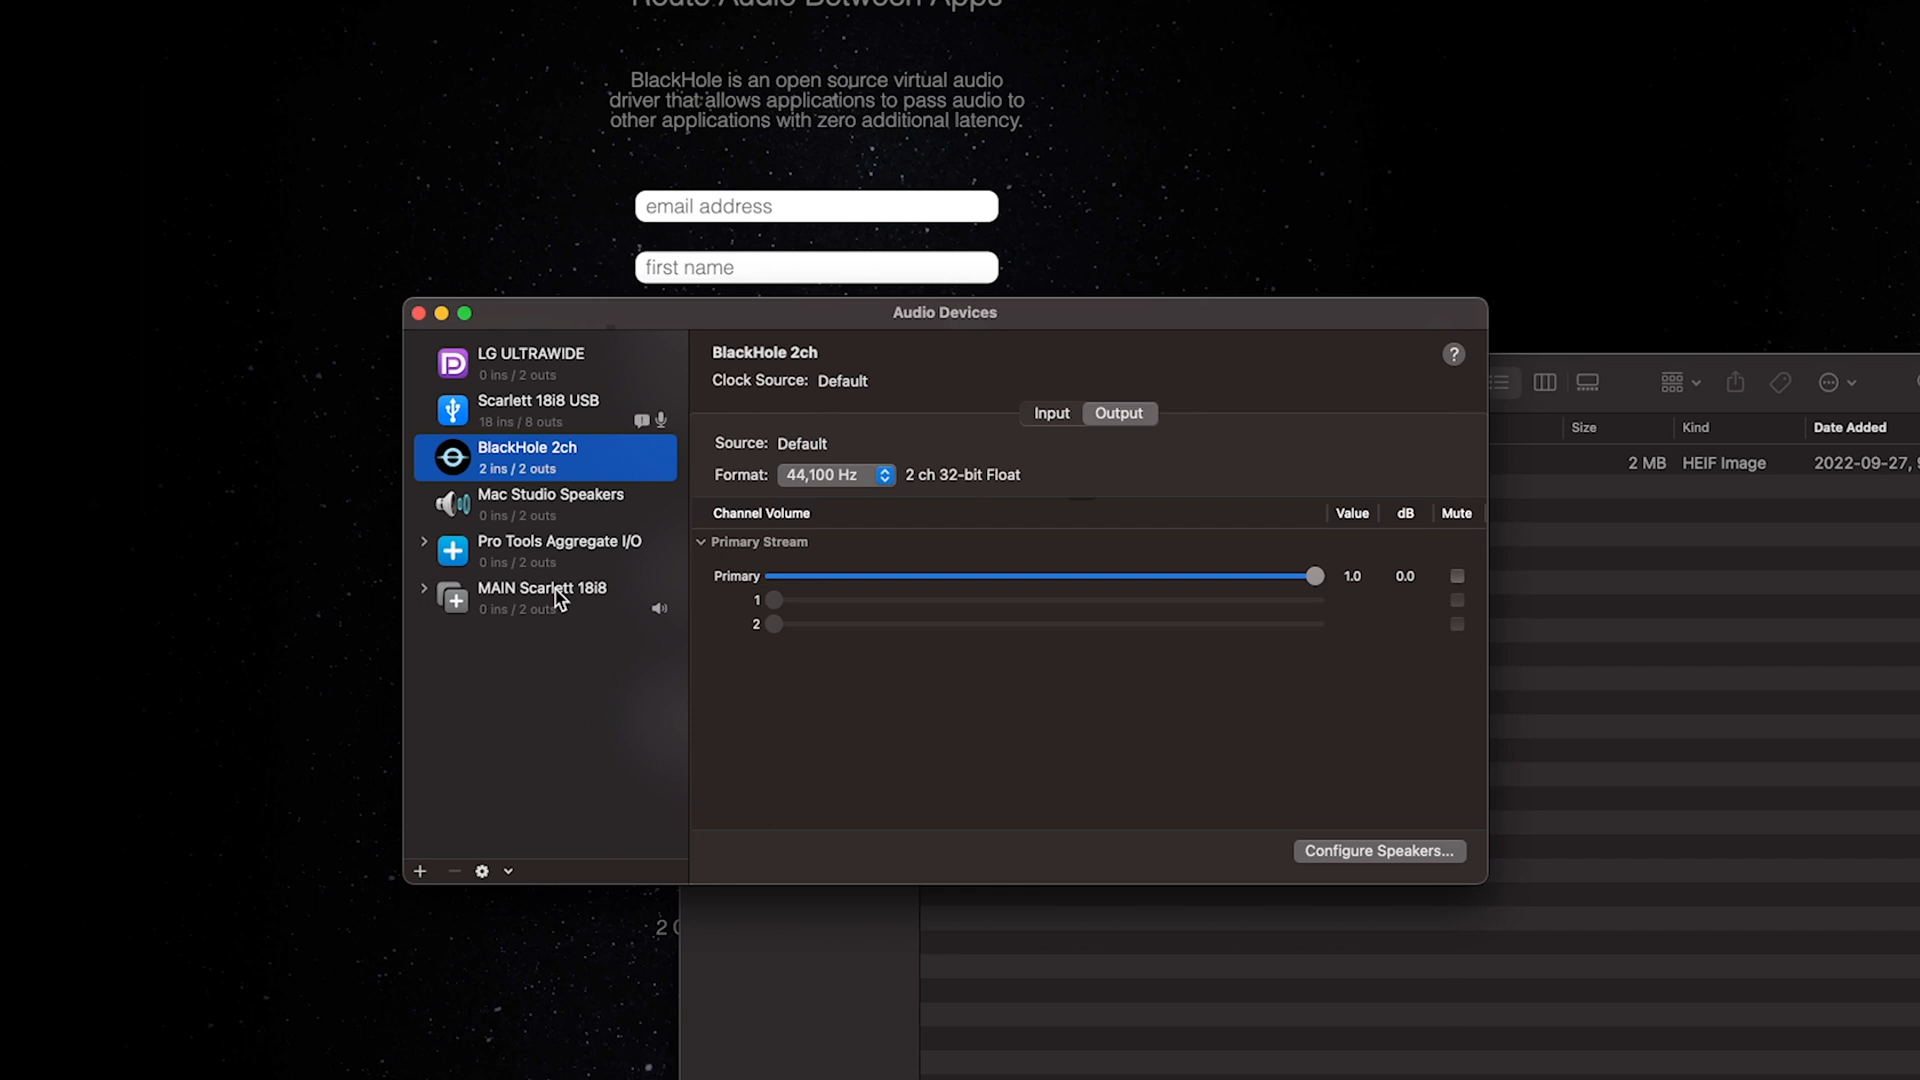 Route Audio Between Apps
BlackHole is an open source virtual audio
driver that allows applications to pass audio to
other applications with zero additional latency.
email address
first name
Audio Devices
LG ULTRAWIDE
0 ins / 2 outs
Scarlett 18i8 USB
18 ins / 8 outs
BlackHole 2ch
2 ins / 2 outs
Mac Studio Speakers
0 ins / 2 outs
Pro Tools Aggregate I/O
0 ins / 2 outs
MAIN Scarlett 18i8
0 ins / 2 outs
BlackHole 2ch
?
Clock Source: Default
Input Output
Source: Default
Format: 44,100 Hz 2 ch 32-bit Float
Channel Volume Value dB Mute
Primary Stream
Primary 1.0 0.0
1
2
Configure Speakers...
Size Kind Date Added
2 MB HEIF Image 2022-09-27,